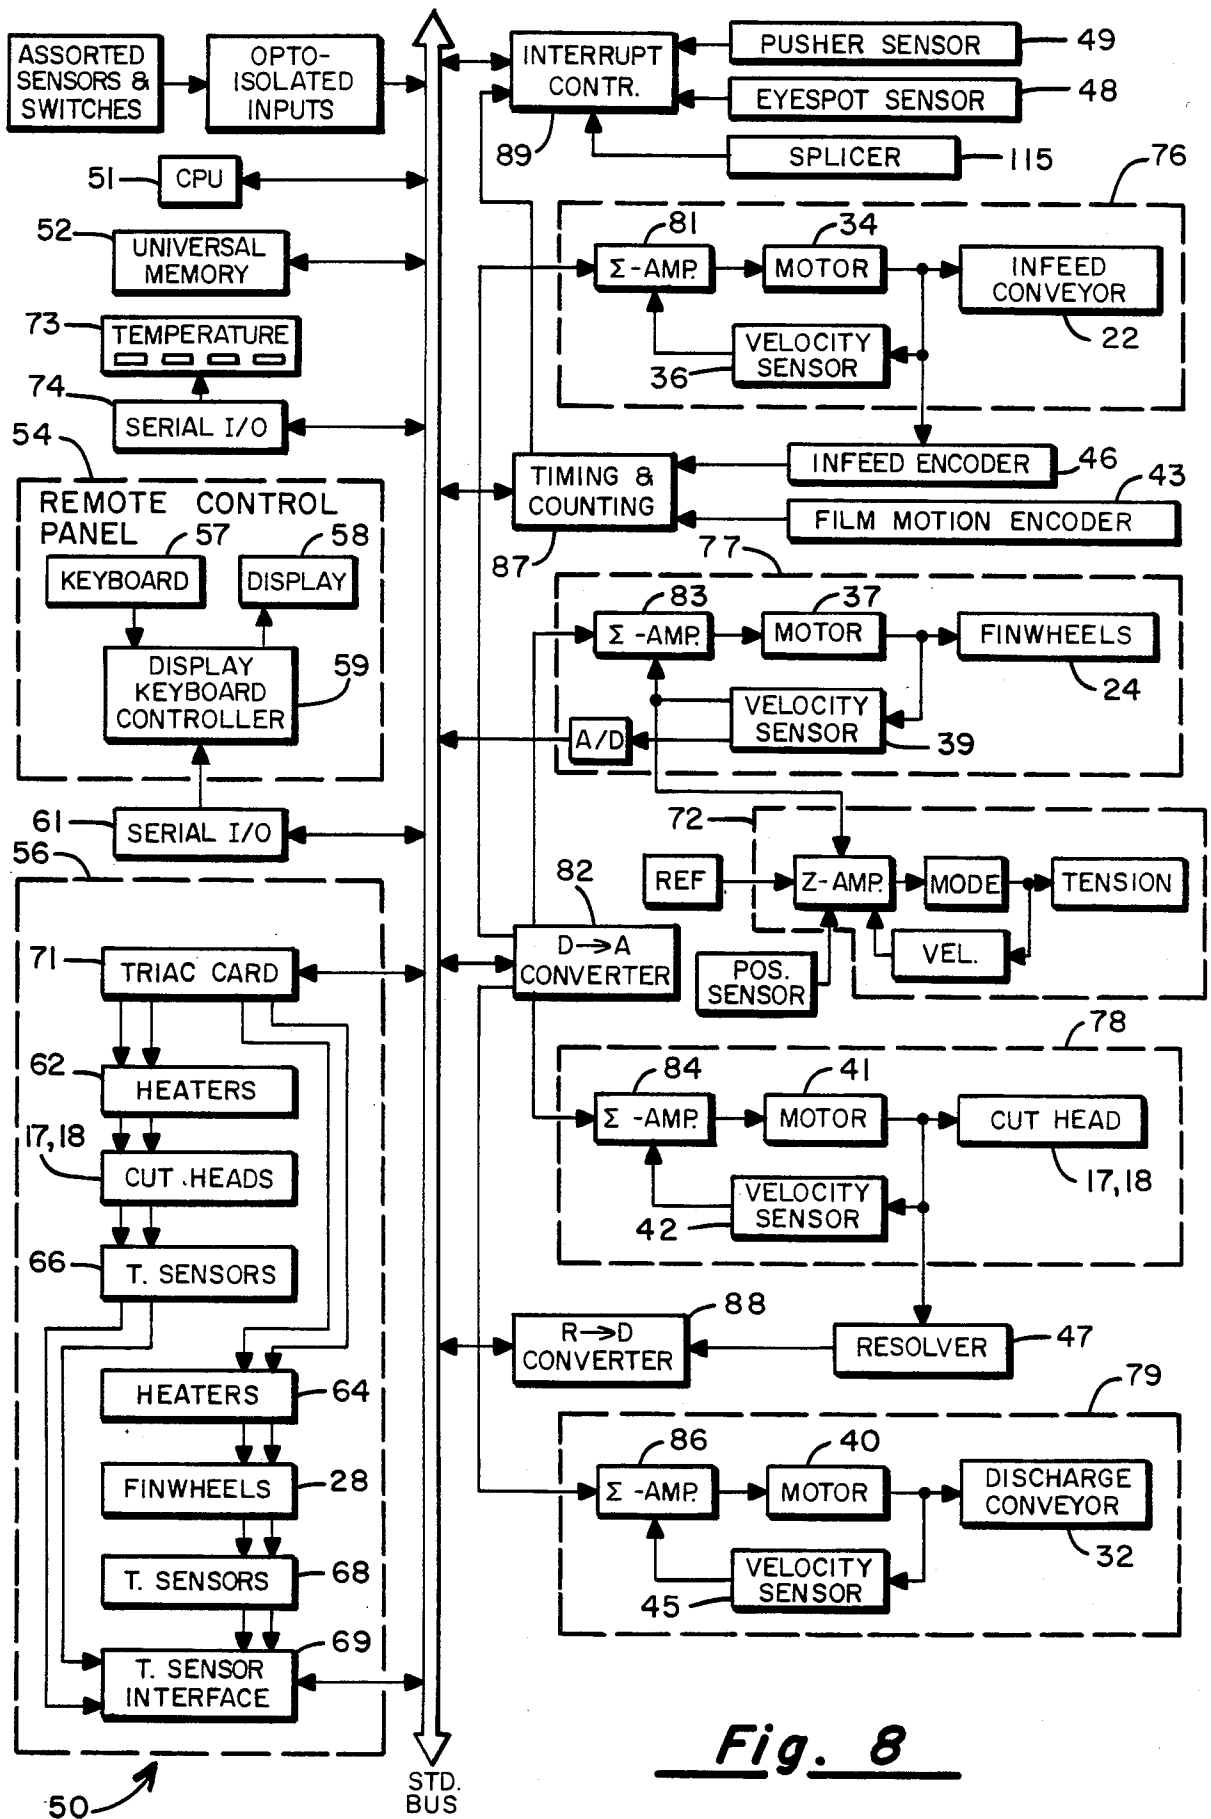 ASSORTED
SENSORS &
SWITCHES
OPTO-
ISOLATED
INPUTS
51
CPU
52
UNIVERSAL
MEMORY
73
TEMPERATURE
74
SERIAL I/O
54
REMOTE CONTROL
PANEL
57
58
KEYBOARD
DISPLAY
DISPLAY
KEYBOARD
CONTROLLER
59
61
SERIAL I/O
56
71
TRIAC CARD
62
HEATERS
17,18
CUT HEADS
66
T. SENSORS
HEATERS
64
FINWHEELS
28
T. SENSORS
68
69
T. SENSOR
INTERFACE
50
STD.
BUS
INTERRUPT
CONTR.
89
PUSHER SENSOR
49
EYESPOT SENSOR
48
SPLICER
115
76
81
34
Σ-AMP.
MOTOR
INFEED
CONVEYOR
22
VELOCITY
SENSOR
36
TIMING &
COUNTING
87
INFEED ENCODER
46
43
FILM MOTION ENCODER
77
83
37
Σ-AMP.
MOTOR
FINWHEELS
24
VELOCITY
SENSOR
39
A/D
72
REF
Z-AMP.
MODE
TENSION
VEL.
POS.
SENSOR
82
D→A
CONVERTER
78
84
41
Σ-AMP.
MOTOR
CUT HEAD
17,18
VELOCITY
SENSOR
42
88
R→D
CONVERTER
RESOLVER
47
79
86
40
Σ-AMP.
MOTOR
DISCHARGE
CONVEYOR
32
VELOCITY
SENSOR
45
Fig. 8